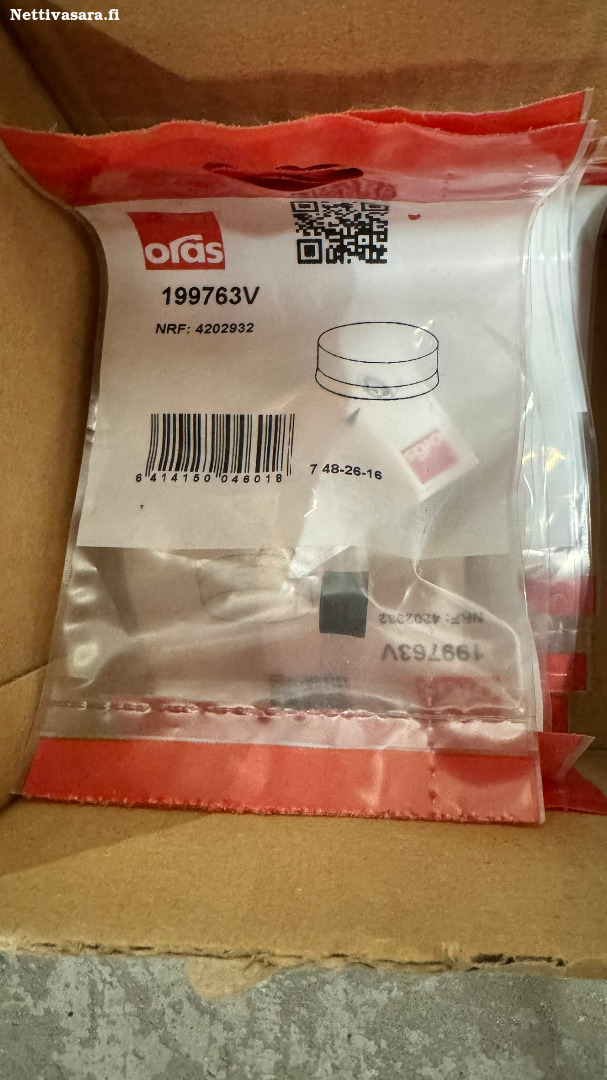 Nettivasara.fi
oras
199763V
NRF: 4202932
6 414150 046018
7 48-26-16
oras
NRF: 4202932
199763V